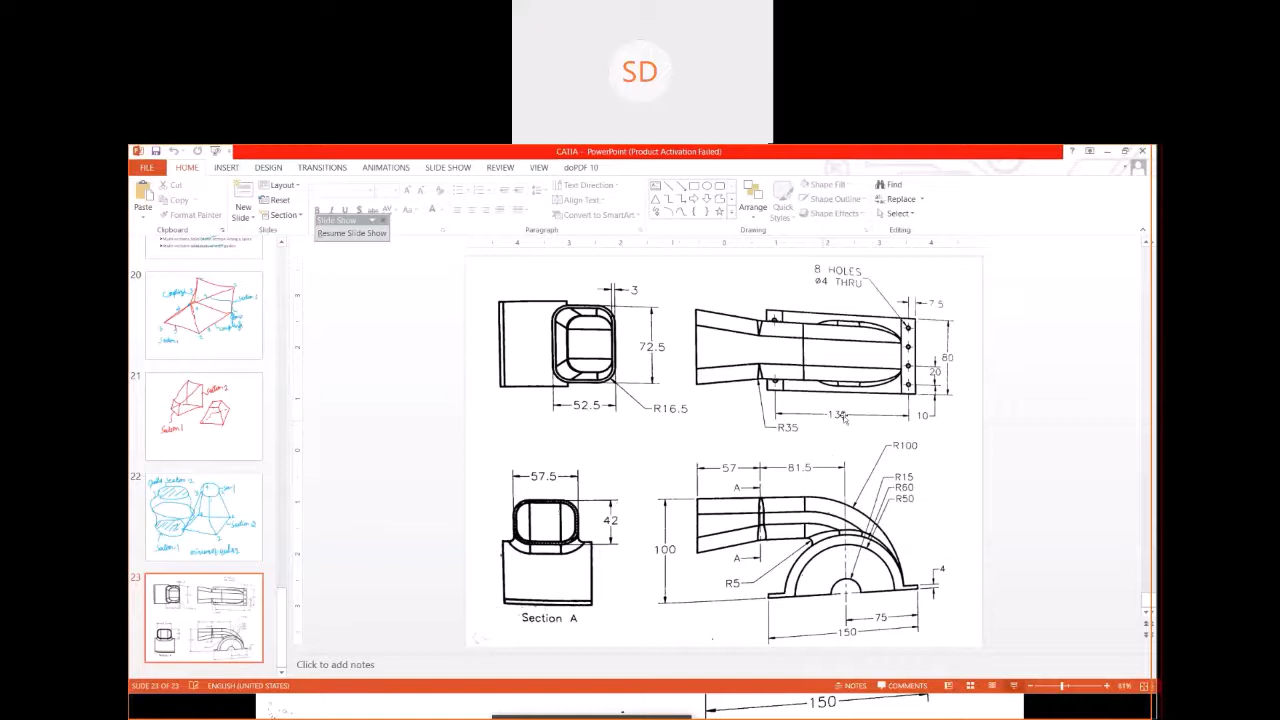 SD
CATIA - PowerPoint (Product Activation Failed)
FILE HOME INSERT DESIGN TRANSITIONS ANIMATIONS SLIDE SHOW REVIEW VIEW doPDF 10
Paste
Cut
Copy
Format Painter
Clipboard
New
Slide
Layout
Reset
Section
Slide Show
Resume Slide Show
Text Direction
Align Text
Convert to SmartArt
Paragraph
Arrange
Quick
Styles
Shape Fill
Shape Outline
Shape Effects
Drawing
Find
Replace
Select
Editing
20
21
22
23
3
72.5
52.5
R16.5
8 HOLES
ø4 THRU
7.5
80
20
10
R35
57.5
42
Section A
R100
57
81.5
R15
R60
R50
A
A
100
R5
4
75
150
Click to add notes
SLIDE 23 OF 23 ENGLISH (UNITED STATES) NOTES COMMENTS 81%
150